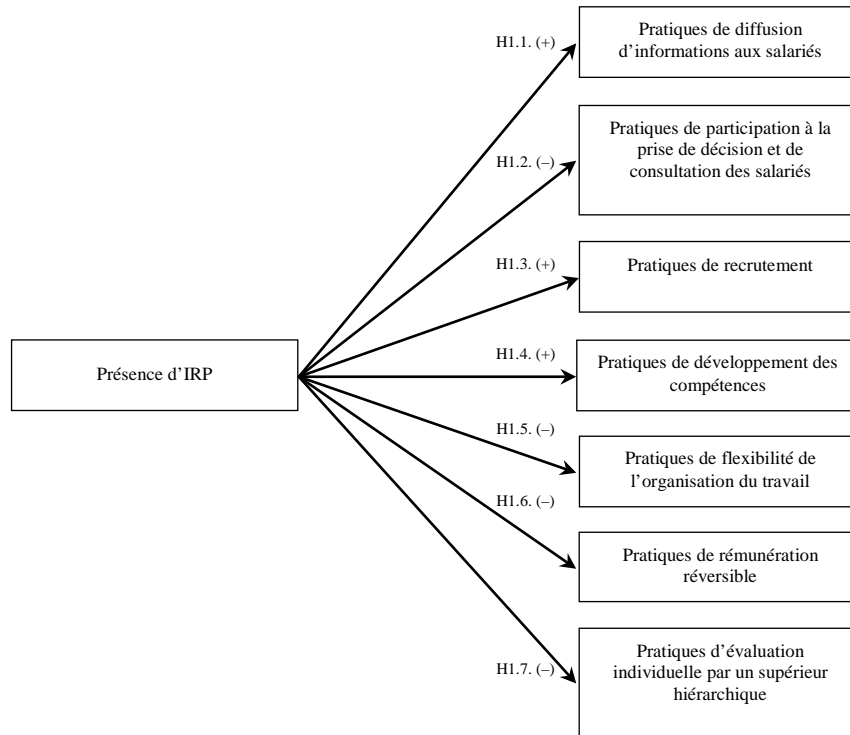 H1.1. (+)
Pratiques de diffusion
d’informations aux salariés
H1.2. (–)
Pratiques de participation à la
prise de décision et de
consultation des salariés
H1.3. (+)
Pratiques de recrutement
Présence d’IRP
H1.4. (+)
Pratiques de développement des
compétences
H1.5. (–)
Pratiques de flexibilité de
l’organisation du travail
H1.6. (–)
Pratiques de rémunération
réversible
H1.7. (–)
Pratiques d’évaluation
individuelle par un supérieur
hiérarchique